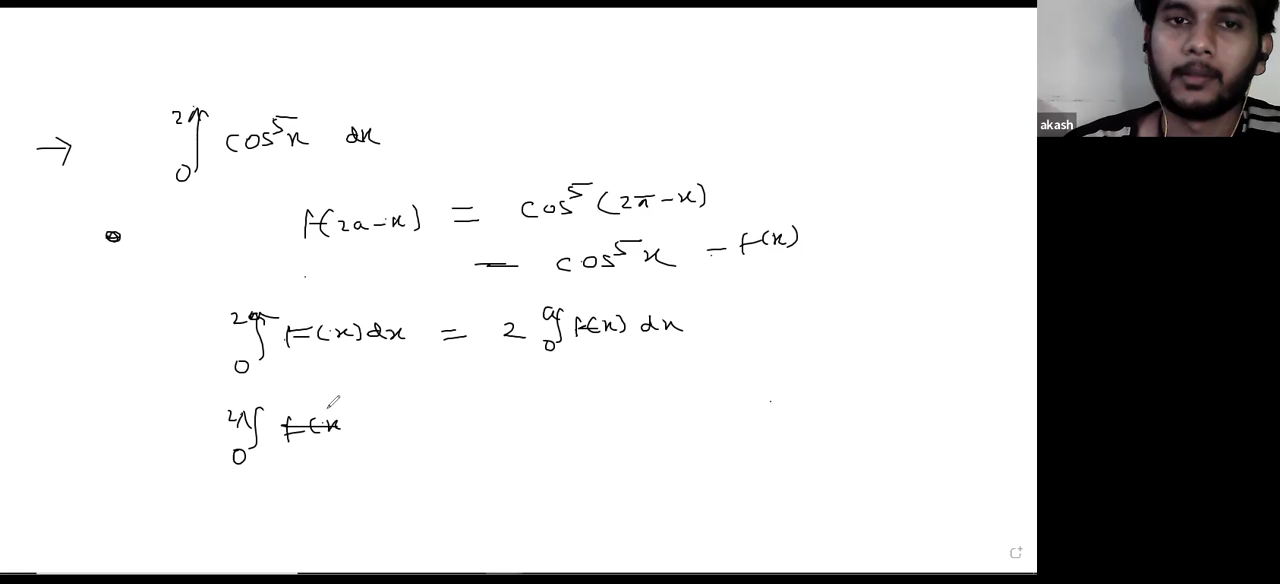 → ∫₀^2π cos⁵x dx
f(2a-x) = cos⁵(2π-x)
= cos⁵x = f(x)
∫₀^2a f(x)dx = 2 ∫₀^a f(x) dx
∫₀^2π f(x
akash